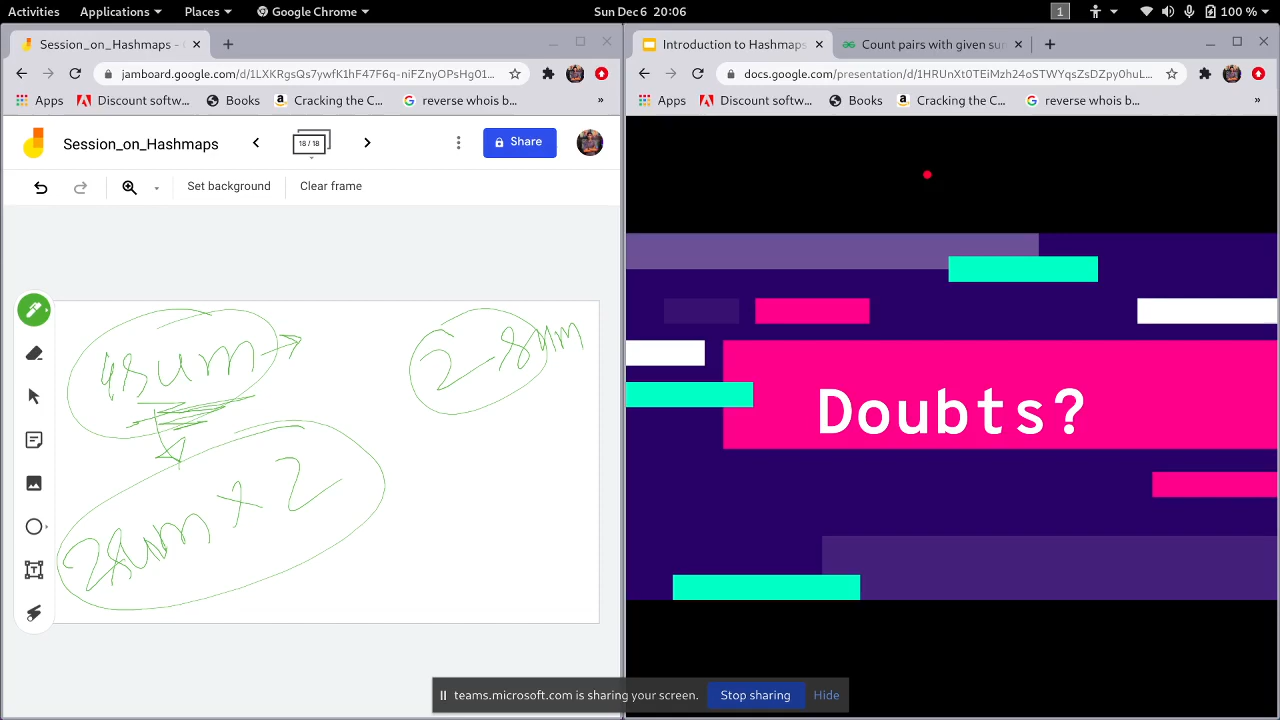 Activities Applications Places Google Chrome Sun Dec 6 20:06 1 100 %
Session_on_Hashmaps - G
jamboard.google.com/d/1LXKRgsQs7ywfK1hF47F6q-niFZnyOPsHg01...
Apps Discount softw... Books Cracking the C... reverse whois b... »
Session_on_Hashmaps
18 / 18
Share
Set background Clear frame
4sum
2-sum
2sum x 2
Introduction to Hashmaps
Count pairs with given sum
docs.google.com/presentation/d/1HRUnXt0TEiMzh24oSTWYqsZsDZpy0huL...
Apps Discount softw... Books Cracking the C... reverse whois b... »
Doubts?
teams.microsoft.com is sharing your screen. Stop sharing Hide